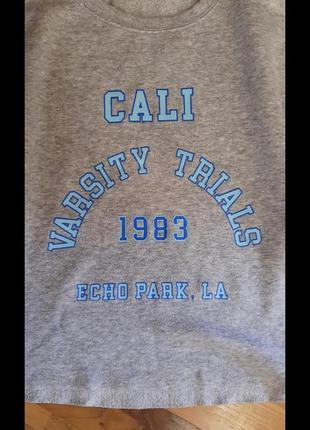 CALI
VARSITY TRIALS
1983
ECHO PARK, LA